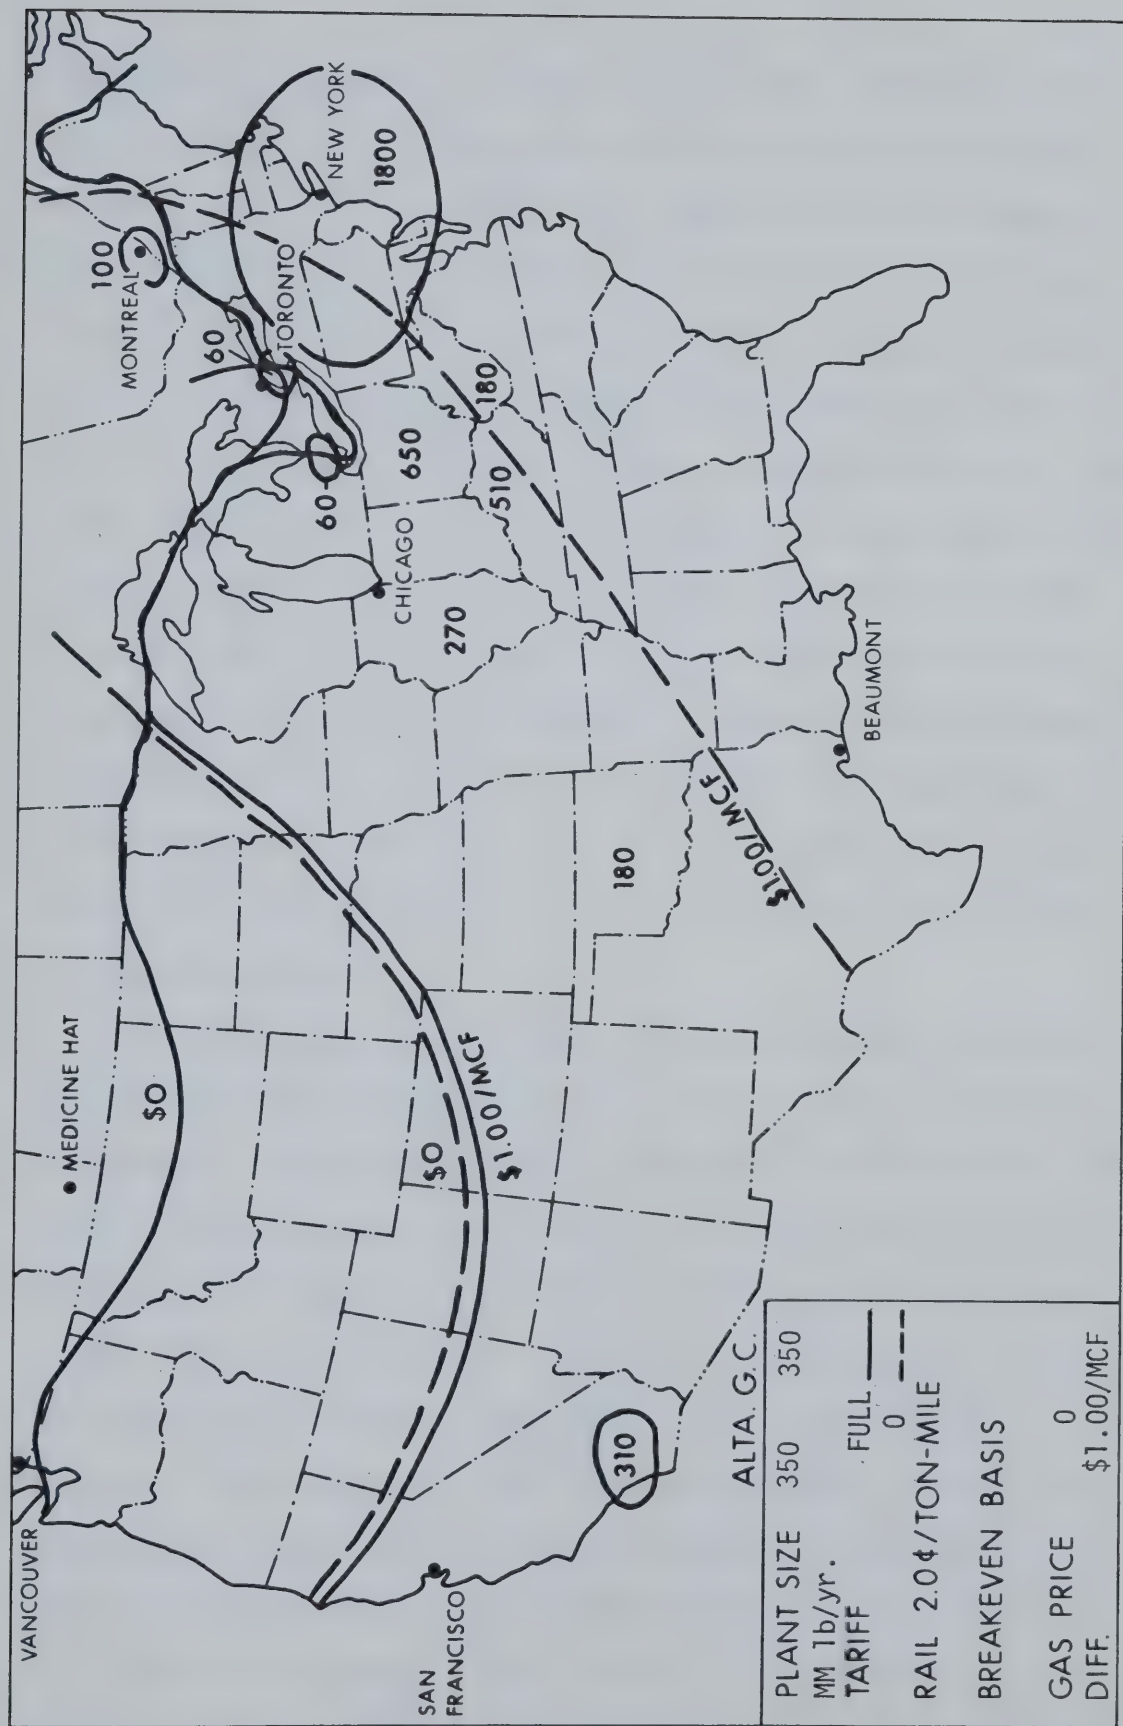 VANCOUVER
MEDICINE HAT
MONTREAL
100
60
TORONTO
NEW YORK
1800
60
650
180
510
CHICAGO
270
180
$0
$0
$1.00/MCF
$1.00/MCF
SAN
FRANCISCO
310
BEAUMONT
ALTA. G.C.
PLANT SIZE 350 350
MM lb/yr.
TARIFF FULL
0
RAIL 2.0¢/TON-MILE
BREAKEVEN BASIS
GAS PRICE 0
DIFF. $1.00/MCF